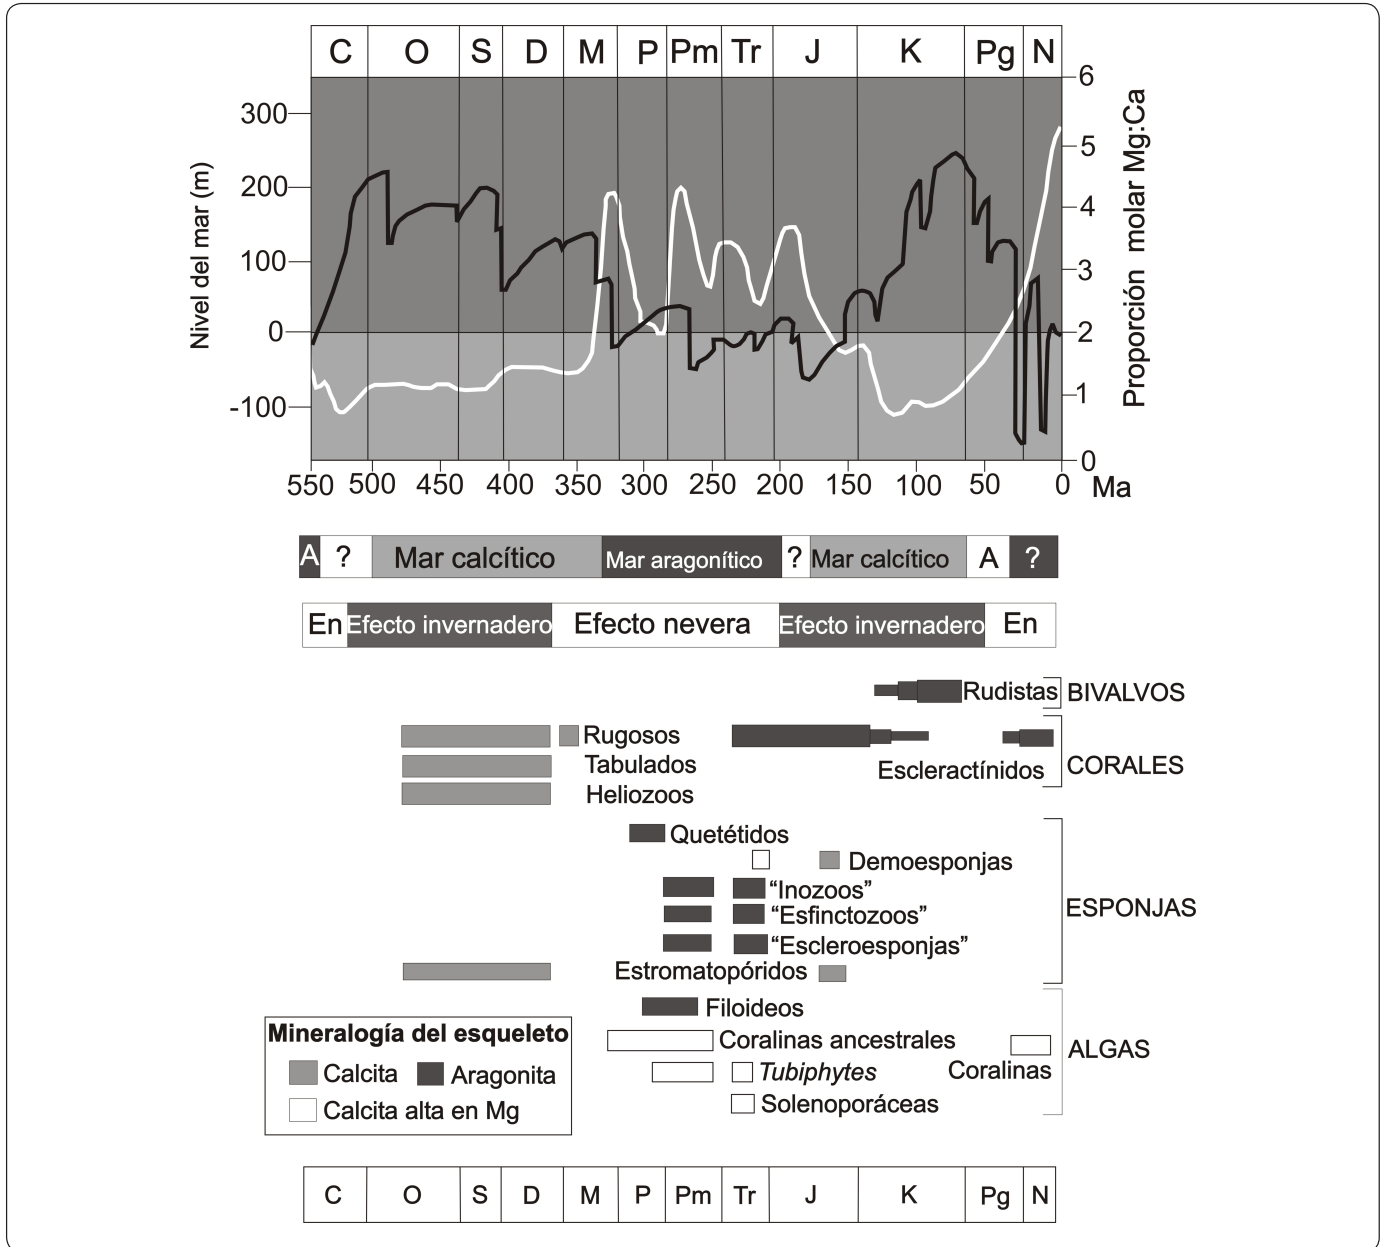 C O S D M P Pm Tr J K Pg N
Nivel del mar (m)
300
200
100
0
-100
Proporción molar Mg:Ca
6
5
4
3
2
1
0
550 500 450 400 350 300 250 200 150 100 50 0 Ma
A ? Mar calcítico Mar aragonítico ? Mar calcítico A ?
En Efecto invernadero Efecto nevera Efecto invernadero En
Rudistas BIVALVOS
Rugosos
Tabulados
Escleractínidos CORALES
Heliozoos
Quetétidos
Demoesponjas
“Inozoos”
“Esfinctozoos” ESPONJAS
“Escleroesponjas”
Estromatopóridos
Filoideos
Coralinas ancestrales
ALGAS
Coralinas
Tubiphytes
Solenoporáceas
Mineralogía del esqueleto
Calcita Aragonita
Calcita alta en Mg
C O S D M P Pm Tr J K Pg N